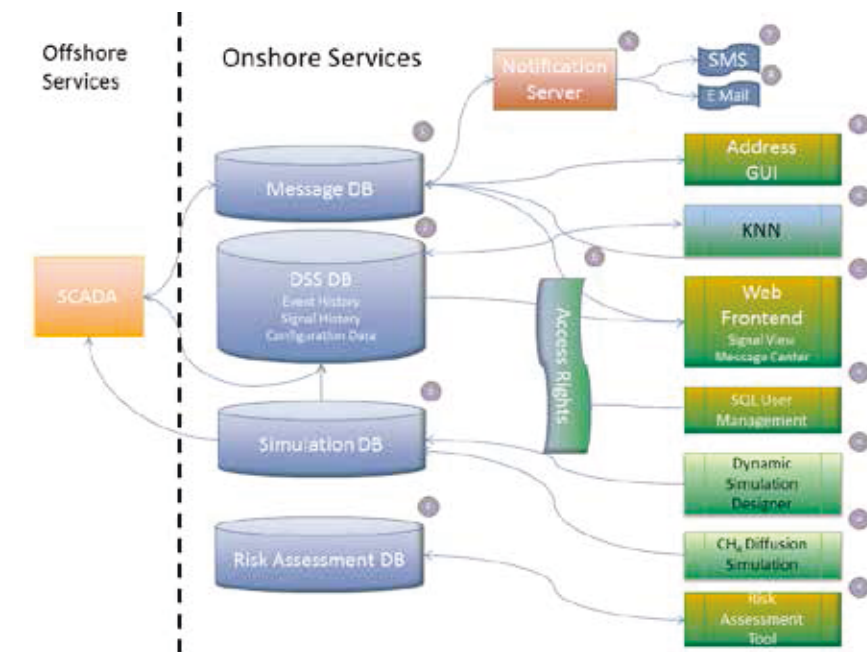 Offshore
Services
Onshore Services
Notification
Server
SMS
E Mail
Message DB
Address
GUI
KNN
DSS DB
Event History
Signal History
Configuration Data
SCADA
Access Rights
Web
Frontend
Signal View
Message Center
SQL User
Management
Simulation DB
Dynamic
Simulation
Designer
CH₄ Diffusion
Simulation
Risk Assessment DB
Risk
Assessment
Tool